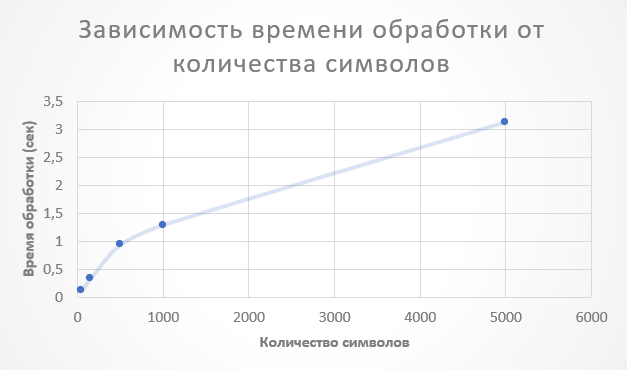 Зависимость времени обработки от
количества символов
Время обработки (сек)
3,5
3
2,5
2
1,5
1
0,5
0
0 1000 2000 3000 4000 5000 6000
Количество символов